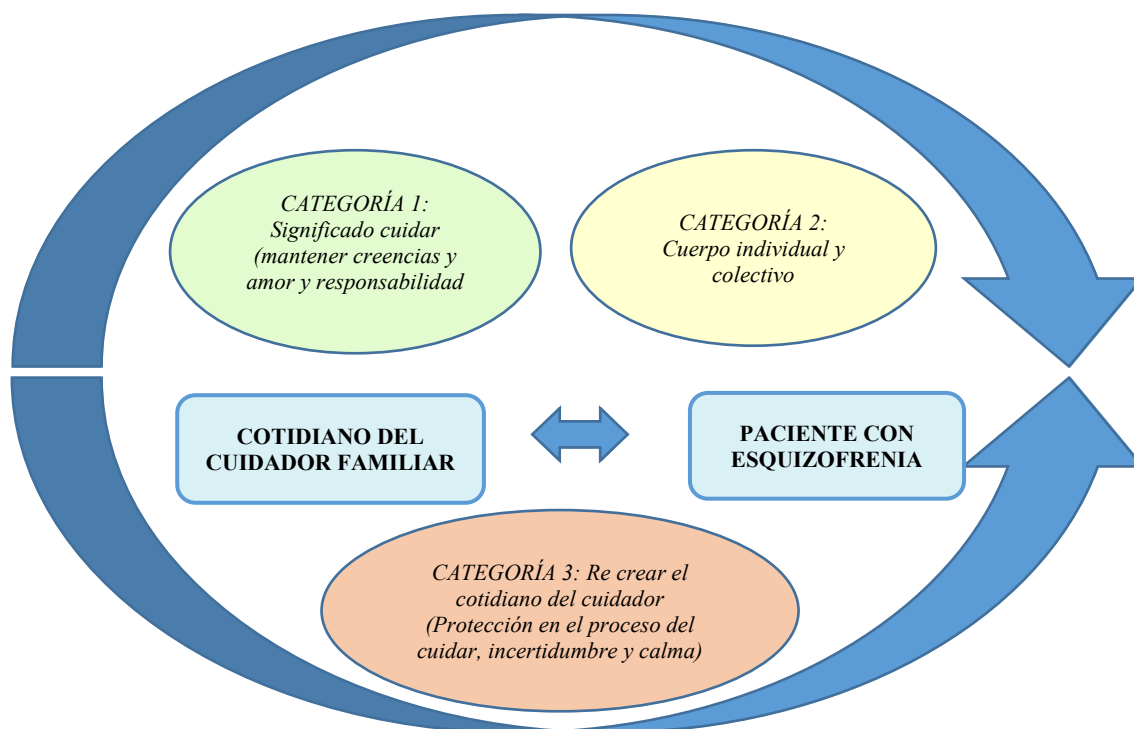 CATEGORÍA 1:
Significado cuidar
(mantener creencias y
amor y responsabilidad
CATEGORÍA 2:
Cuerpo individual y
colectivo
COTIDIANO DEL
CUIDADOR FAMILIAR
PACIENTE CON
ESQUIZOFRENIA
CATEGORÍA 3: Re crear el
cotidiano del cuidador
(Protección en el proceso del
cuidar, incertidumbre y calma)